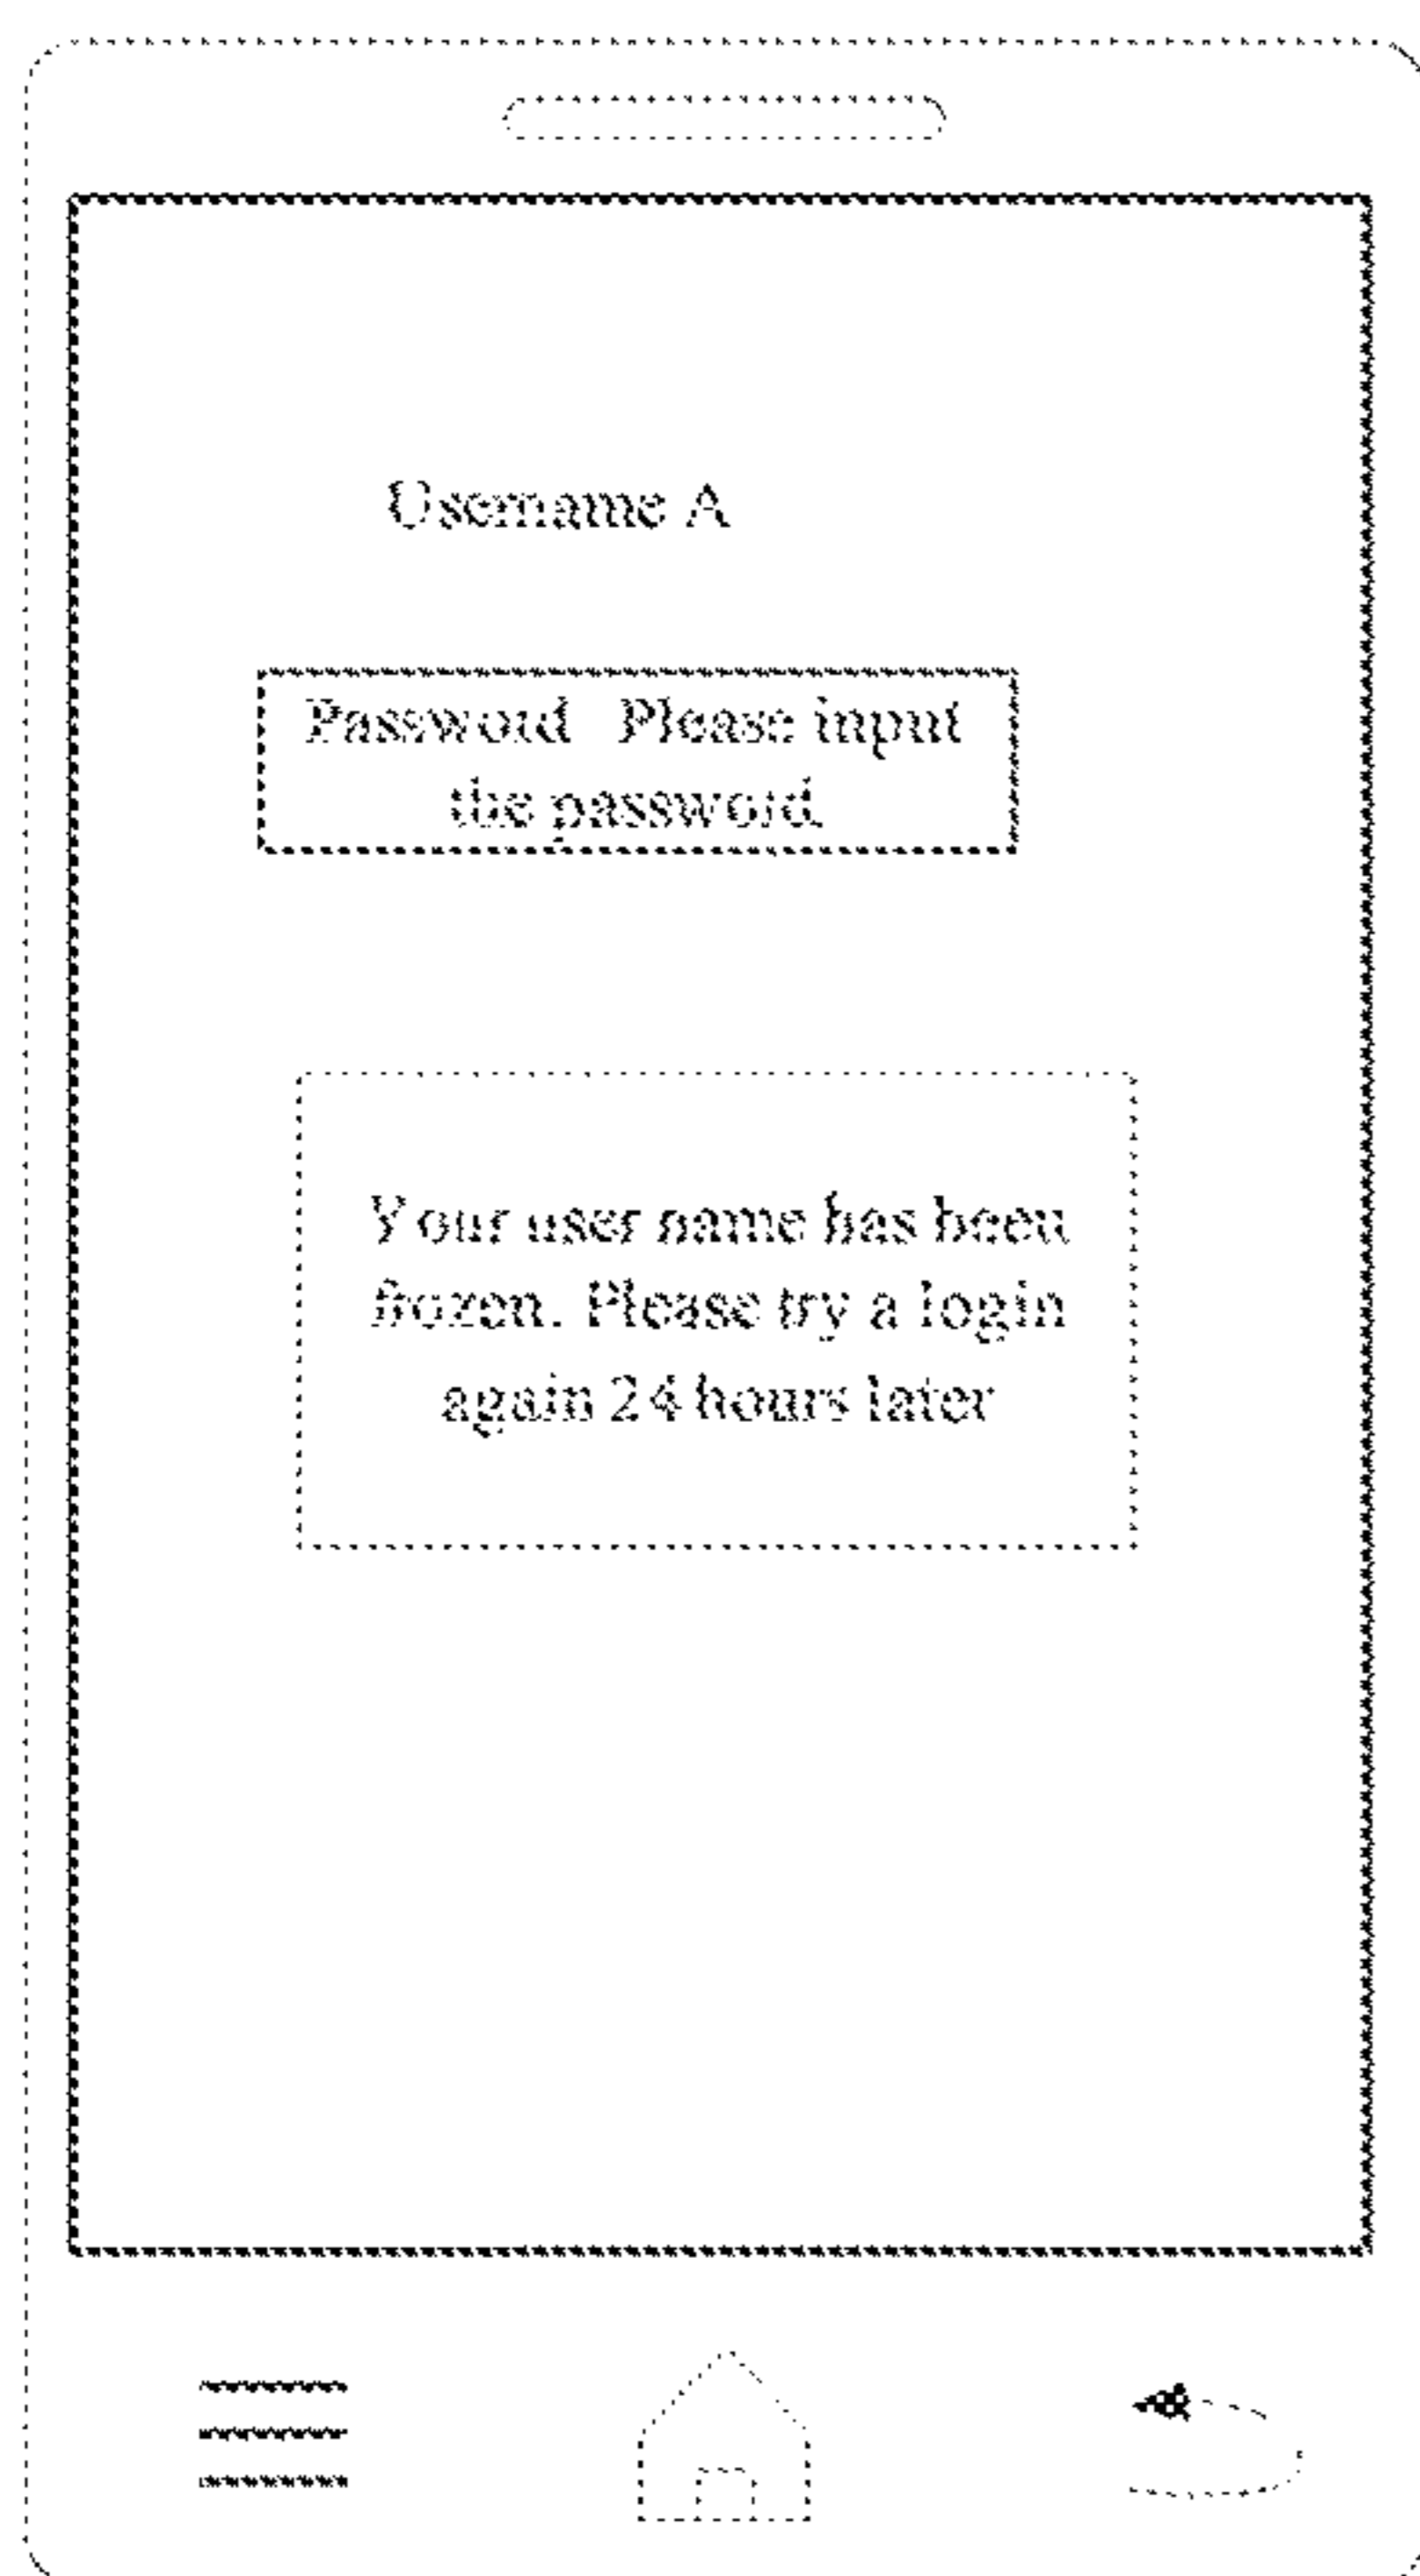 Username A
Password Please input
the password.
Your user name has been
frozen. Please try a login
again 24 hours later